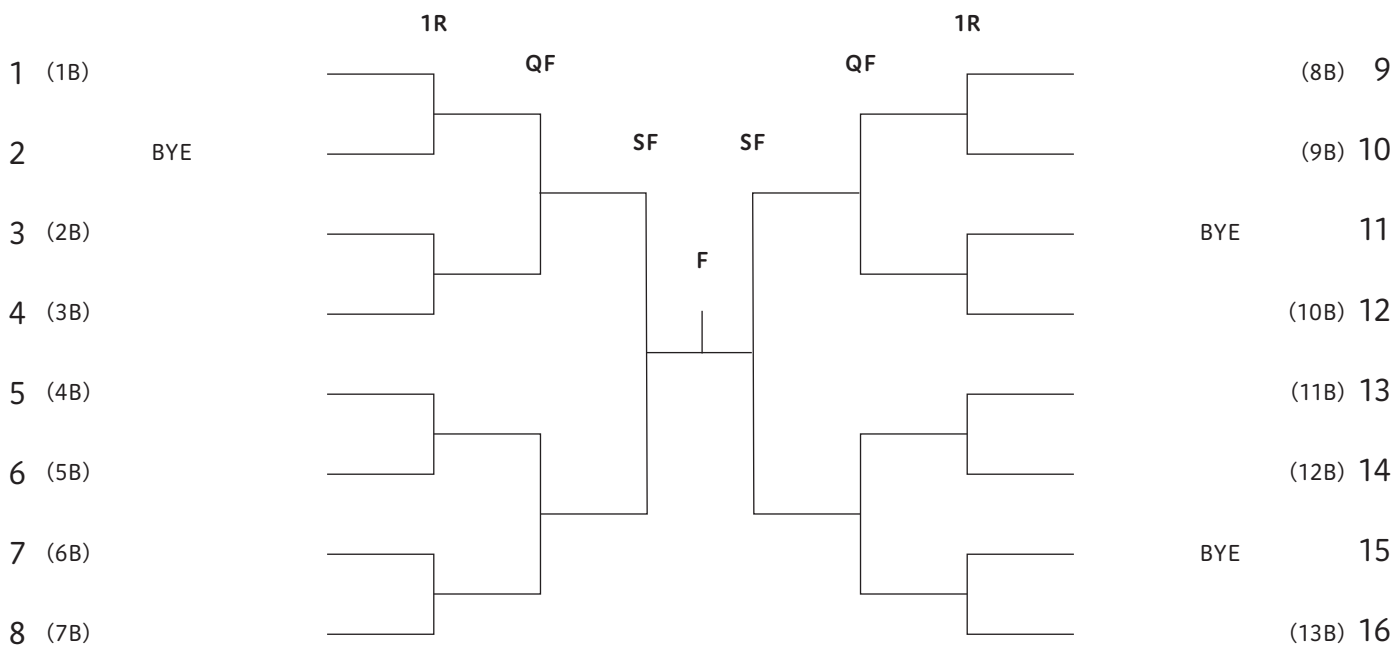 1R 1R
QF QF
1 (1B) (8B) 9
SF SF
2 BYE (9B) 10
3 (2B) BYE 11
F
4 (3B) (10B) 12
5 (4B) (11B) 13
6 (5B) (12B) 14
7 (6B) BYE 15
8 (7B) (13B) 16